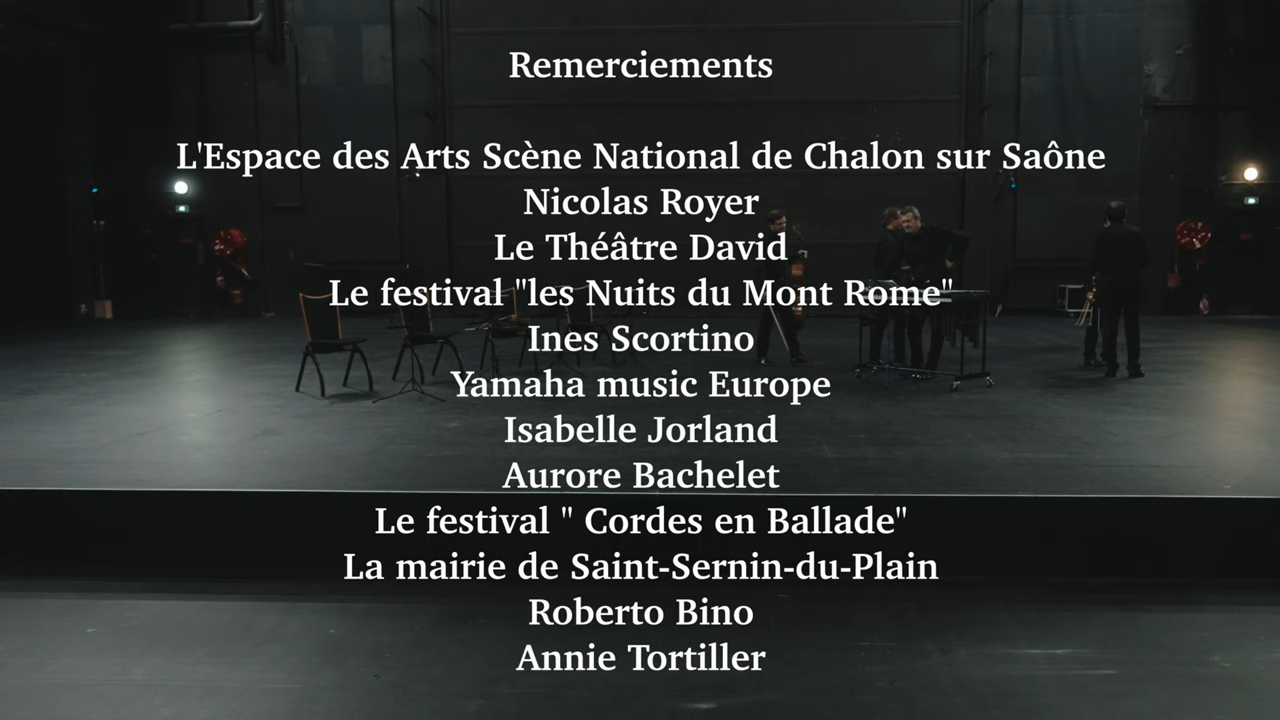 Remerciements
L'Espace des Arts Scène National de Chalon sur Saône
Nicolas Royer
Le Théâtre David
Le festival "les Nuits du Mont Rome"
Ines Scortino
Yamaha music Europe
Isabelle Jorland
Aurore Bachelet
Le festival " Cordes en Ballade"
La mairie de Saint-Sernin-du-Plain
Roberto Bino
Annie Tortiller